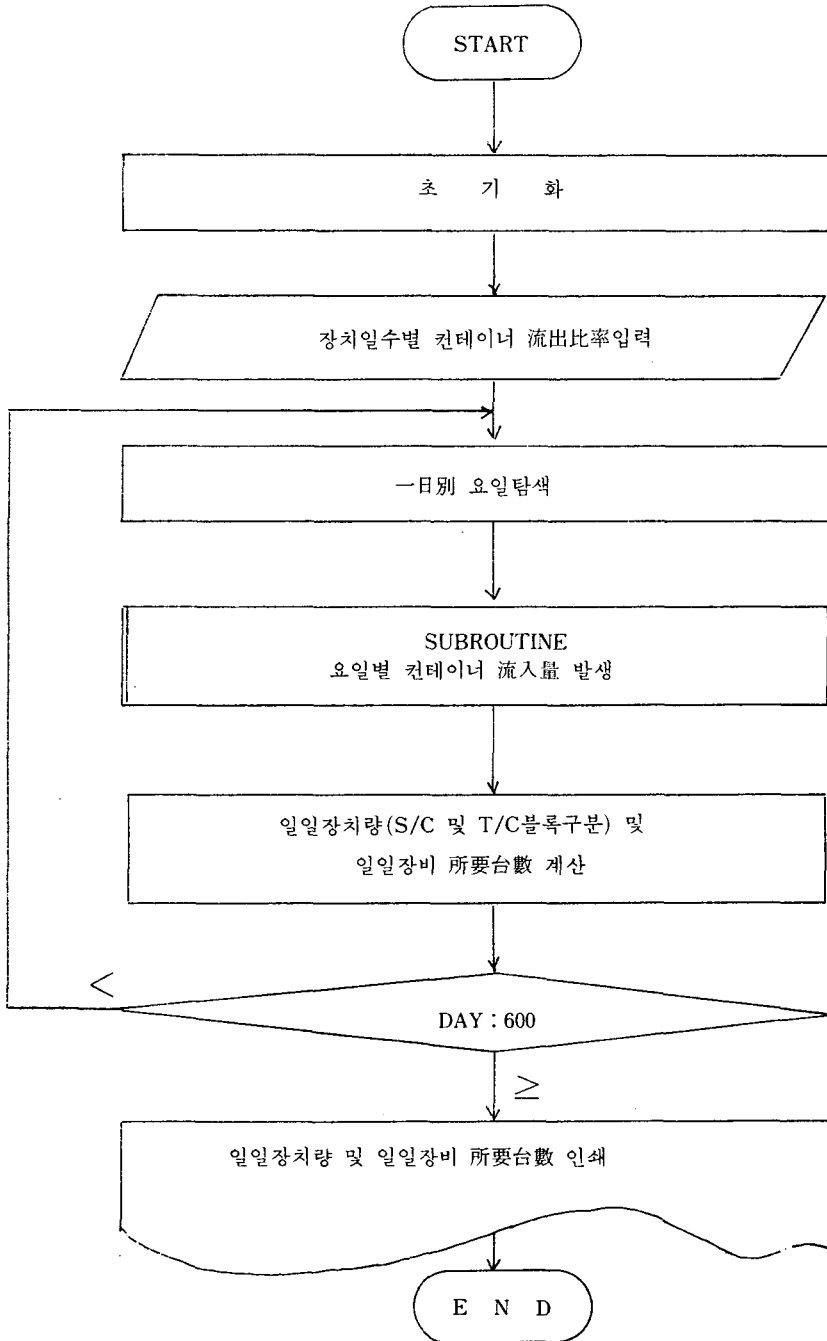 START
초 기 화
장치일수별 컨테이너 流出比率입력
一日別 요일탐색
SUBROUTINE
요일별 컨테이너 流入量 발생
일일장치량(S/C 및 T/C블록구분) 및
일일장비 所要台數 계산
<
DAY : 600
≥
일일장치량 및 일일장비 所要台數 인쇄
E N D